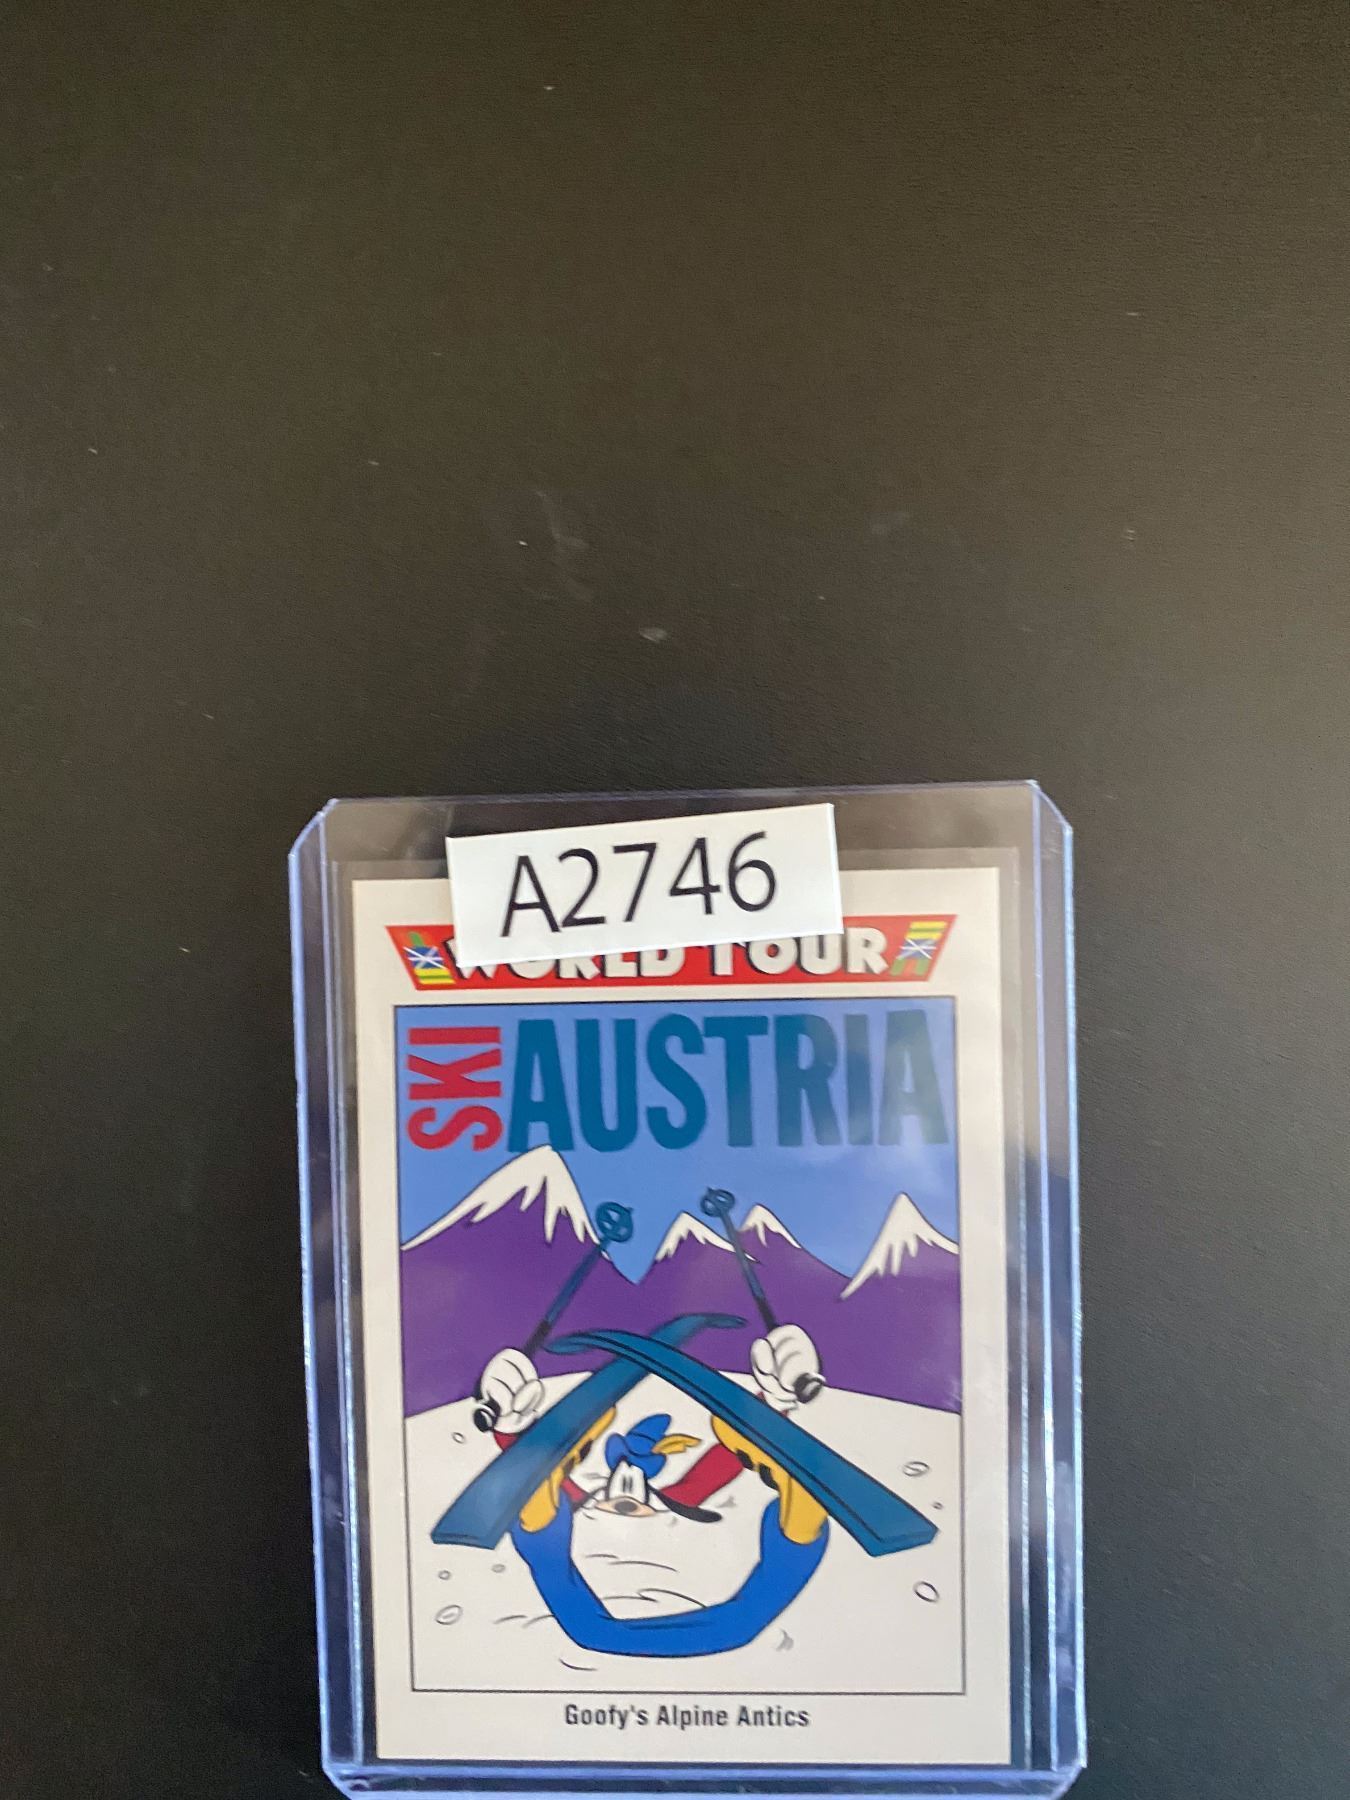 A2746
WORLD TOUR
SKI AUSTRIA
Goofy's Alpine Antics